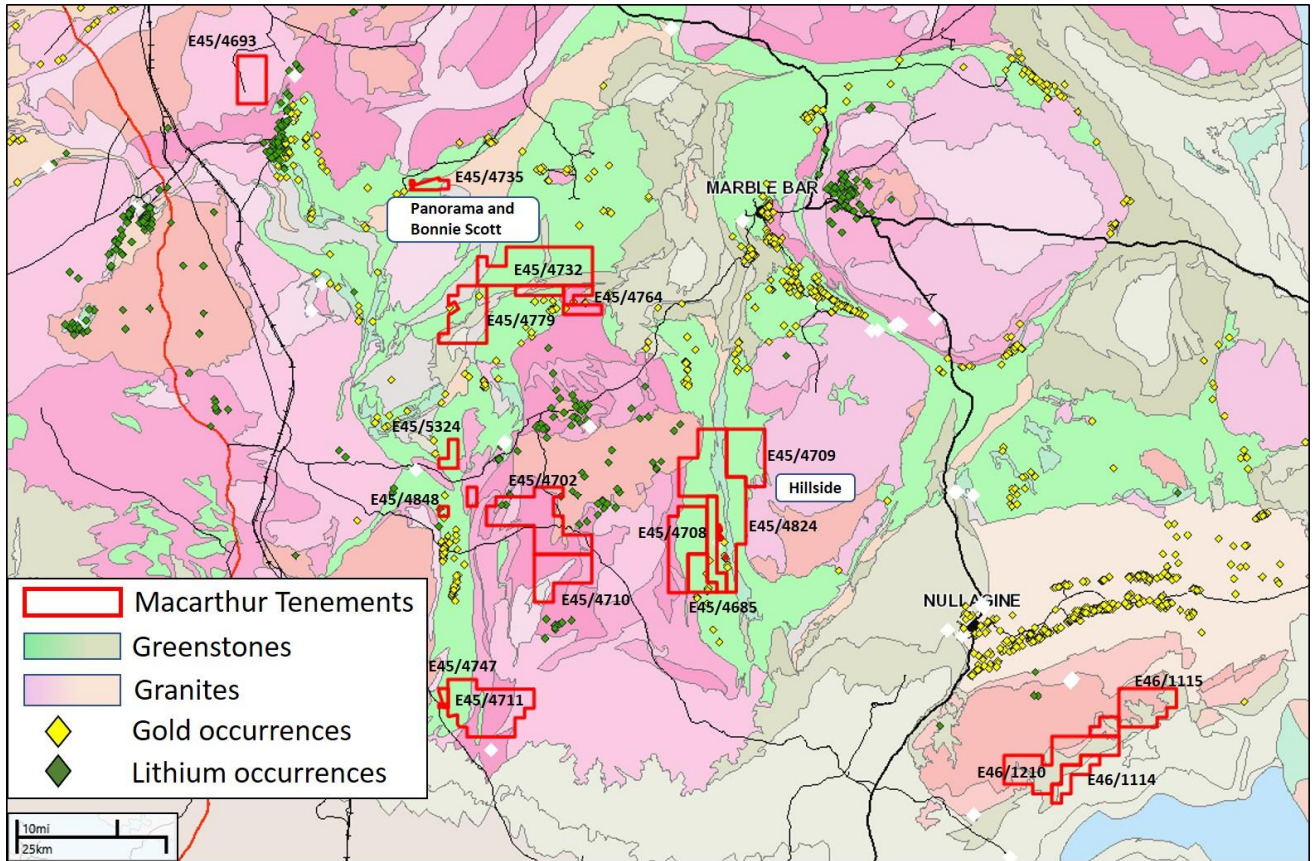 E45/4693
E45/4735
MARBLE BAR
Panorama and
Bonnie Scott
E45/4732
E45/4764
E45/4779
E45/5324
E45/4709
E45/4702
Hillside
E45/4848
E45/4708
E45/4824
E45/4710
E45/4685
NULLAGINE
E45/4747
E45/4711
E46/1115
E46/1210
E46/1114
Macarthur Tenements
Greenstones
Granites
Gold occurrences
Lithium occurrences
10mi
25km